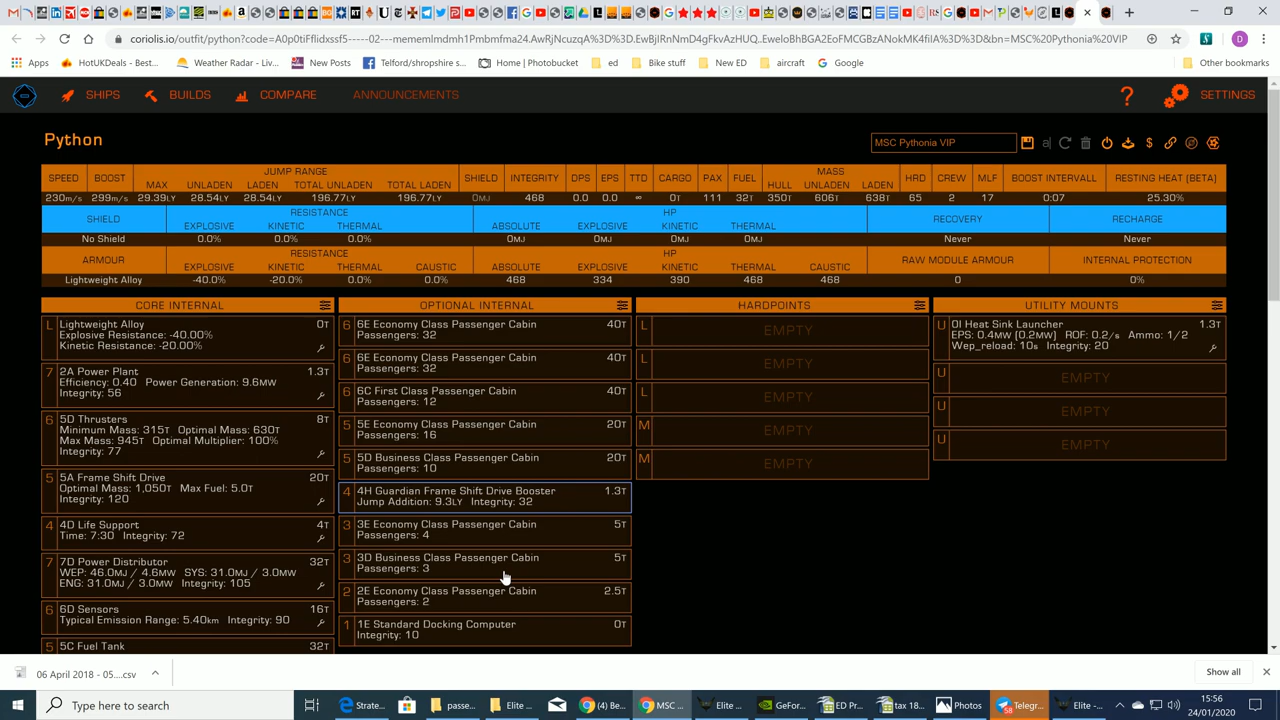 coriolis.io/outfit/python?code=A0p0tiFflidxssf5-----02---mememlmdmh1Pmbmfma24.AwRjNcuzqA%3D%3D.EwBjIRnNmD4gFkvAzHUQ..EweIoBhBGA2EoFMCGBzANokMK4fiIA%3D%3D&bn=MSC%20Pythonia%20VIP
Apps
HotUKDeals - Best...
Weather Radar - Liv...
New Posts
Telford/shropshire s...
Home | Photobucket
ed
Bike stuff
New ED
aircraft
Google
Other bookmarks
SHIPS
BUILDS
COMPARE
ANNOUNCEMENTS
SETTINGS
Python
MSC Pythonia VIP
SPEED BOOST JUMP RANGE SHIELD INTEGRITY DPS EPS TTD CARGO PAX FUEL MASS HRD CREW MLF BOOST INTERVALL RESTING HEAT (BETA)
MAX UNLADEN LADEN TOTAL UNLADEN TOTAL LADEN HULL UNLADEN LADEN
230m/s 299m/s 29.39LY 28.54LY 28.54LY 196.77LY 196.77LY 0MJ 468 0.0 0.0 ∞ 0T 111 32T 350T 606T 638T 65 2 17 0:07 25.30%
SHIELD RESISTANCE HP RECOVERY RECHARGE
EXPLOSIVE KINETIC THERMAL ABSOLUTE EXPLOSIVE KINETIC THERMAL
No Shield 0.0% 0.0% 0.0% 0MJ 0MJ 0MJ 0MJ Never Never
ARMOUR RESISTANCE HP RAW MODULE ARMOUR INTERNAL PROTECTION
EXPLOSIVE KINETIC THERMAL CAUSTIC ABSOLUTE EXPLOSIVE KINETIC THERMAL CAUSTIC
Lightweight Alloy -40.0% -20.0% 0.0% 0.0% 468 334 390 468 468 0 0%
CORE INTERNAL
L Lightweight Alloy 0T
Explosive Resistance: -40.00%
Kinetic Resistance: -20.00%
7 2A Power Plant 1.3T
Efficiency: 0.40 Power Generation: 9.6MW
Integrity: 56
6 5D Thrusters 8T
Minimum Mass: 315T Optimal Mass: 630T
Max Mass: 945T Optimal Multiplier: 100%
Integrity: 77
5 5A Frame Shift Drive 20T
Optimal Mass: 1,050T Max Fuel: 5.0T
Integrity: 120
4 4D Life Support 4T
Time: 7:30 Integrity: 72
7 7D Power Distributor 32T
WEP: 46.0MJ / 4.6MW SYS: 31.0MJ / 3.0MW
ENG: 31.0MJ / 3.0MW Integrity: 105
6 6D Sensors 16T
Typical Emission Range: 5.40km Integrity: 90
5 5C Fuel Tank 32T
OPTIONAL INTERNAL
6 6E Economy Class Passenger Cabin 40T
Passengers: 32
6 6E Economy Class Passenger Cabin 40T
Passengers: 32
6 6C First Class Passenger Cabin 40T
Passengers: 12
5 5E Economy Class Passenger Cabin 20T
Passengers: 16
5 5D Business Class Passenger Cabin 20T
Passengers: 10
4 4H Guardian Frame Shift Drive Booster 1.3T
Jump Addition: 9.3LY Integrity: 32
3 3E Economy Class Passenger Cabin 5T
Passengers: 4
3 3D Business Class Passenger Cabin 5T
Passengers: 3
2 2E Economy Class Passenger Cabin 2.5T
Passengers: 2
1 1E Standard Docking Computer 0T
Integrity: 10
HARDPOINTS
L EMPTY
L EMPTY
L EMPTY
M EMPTY
M EMPTY
UTILITY MOUNTS
U 0I Heat Sink Launcher 1.3T
EPS: 0.4MW [0.2MW] ROF: 0.2/s Ammo: 1/2
Wep_reload: 10s Integrity: 20
U EMPTY
U EMPTY
U EMPTY
06 April 2018 - 05....csv
Show all
Type here to search
Strate...
passe...
Elite ...
(4) Be...
MSC ...
Elite ...
GeFor...
ED Pr...
tax 18...
Photos
Telegr...
58
Elite -...
15:56
24/01/2020